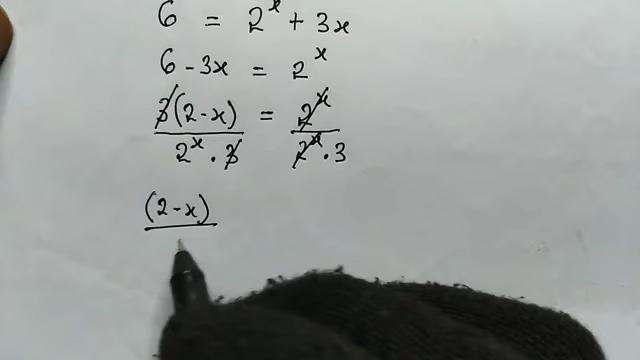 6 = 2^x + 3x
6 - 3x = 2^x
3(2-x) / 2^x . 3 = 2^x / 2^x . 3
(2-x)